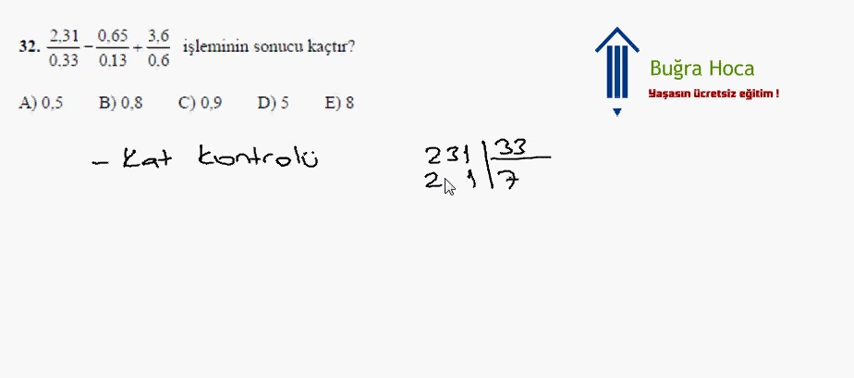 32. 2,31/0.33 − 0,65/0.13 + 3,6/0.6 işleminin sonucu kaçtır?
A) 0,5 B) 0,8 C) 0,9 D) 5 E) 8
Buğra Hoca
Yaşasın ücretsiz eğitim !
- Kat kontrolü
231 33
2 1 7